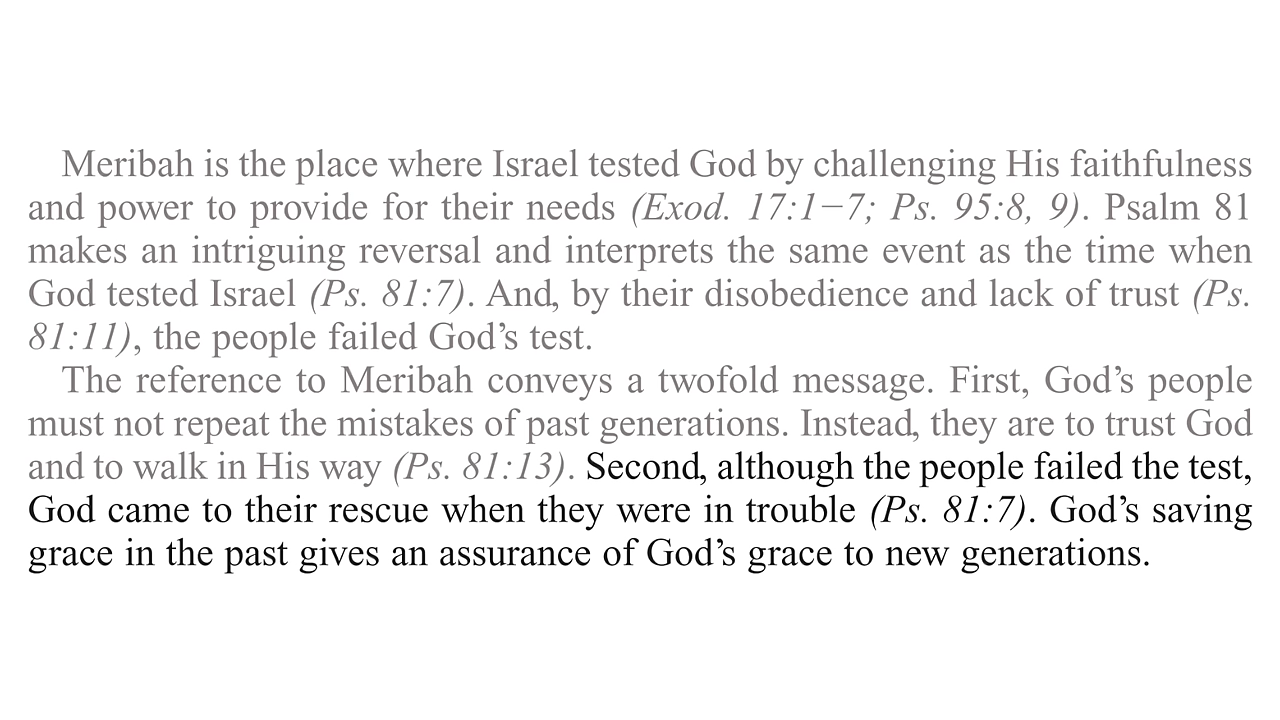 Meribah is the place where Israel tested God by challenging His faithfulness
and power to provide for their needs (Exod. 17:1−7; Ps. 95:8, 9). Psalm 81
makes an intriguing reversal and interprets the same event as the time when
God tested Israel (Ps. 81:7). And, by their disobedience and lack of trust (Ps.
81:11), the people failed God’s test.
The reference to Meribah conveys a twofold message. First, God’s people
must not repeat the mistakes of past generations. Instead, they are to trust God
and to walk in His way (Ps. 81:13). Second, although the people failed the test,
God came to their rescue when they were in trouble (Ps. 81:7). God’s saving
grace in the past gives an assurance of God’s grace to new generations.